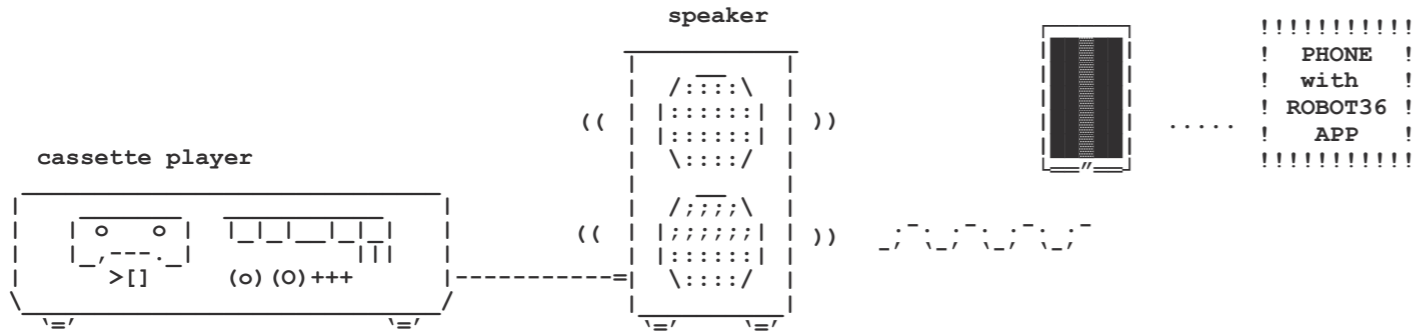 speaker
PHONE
with
ROBOT36
APP
cassette player